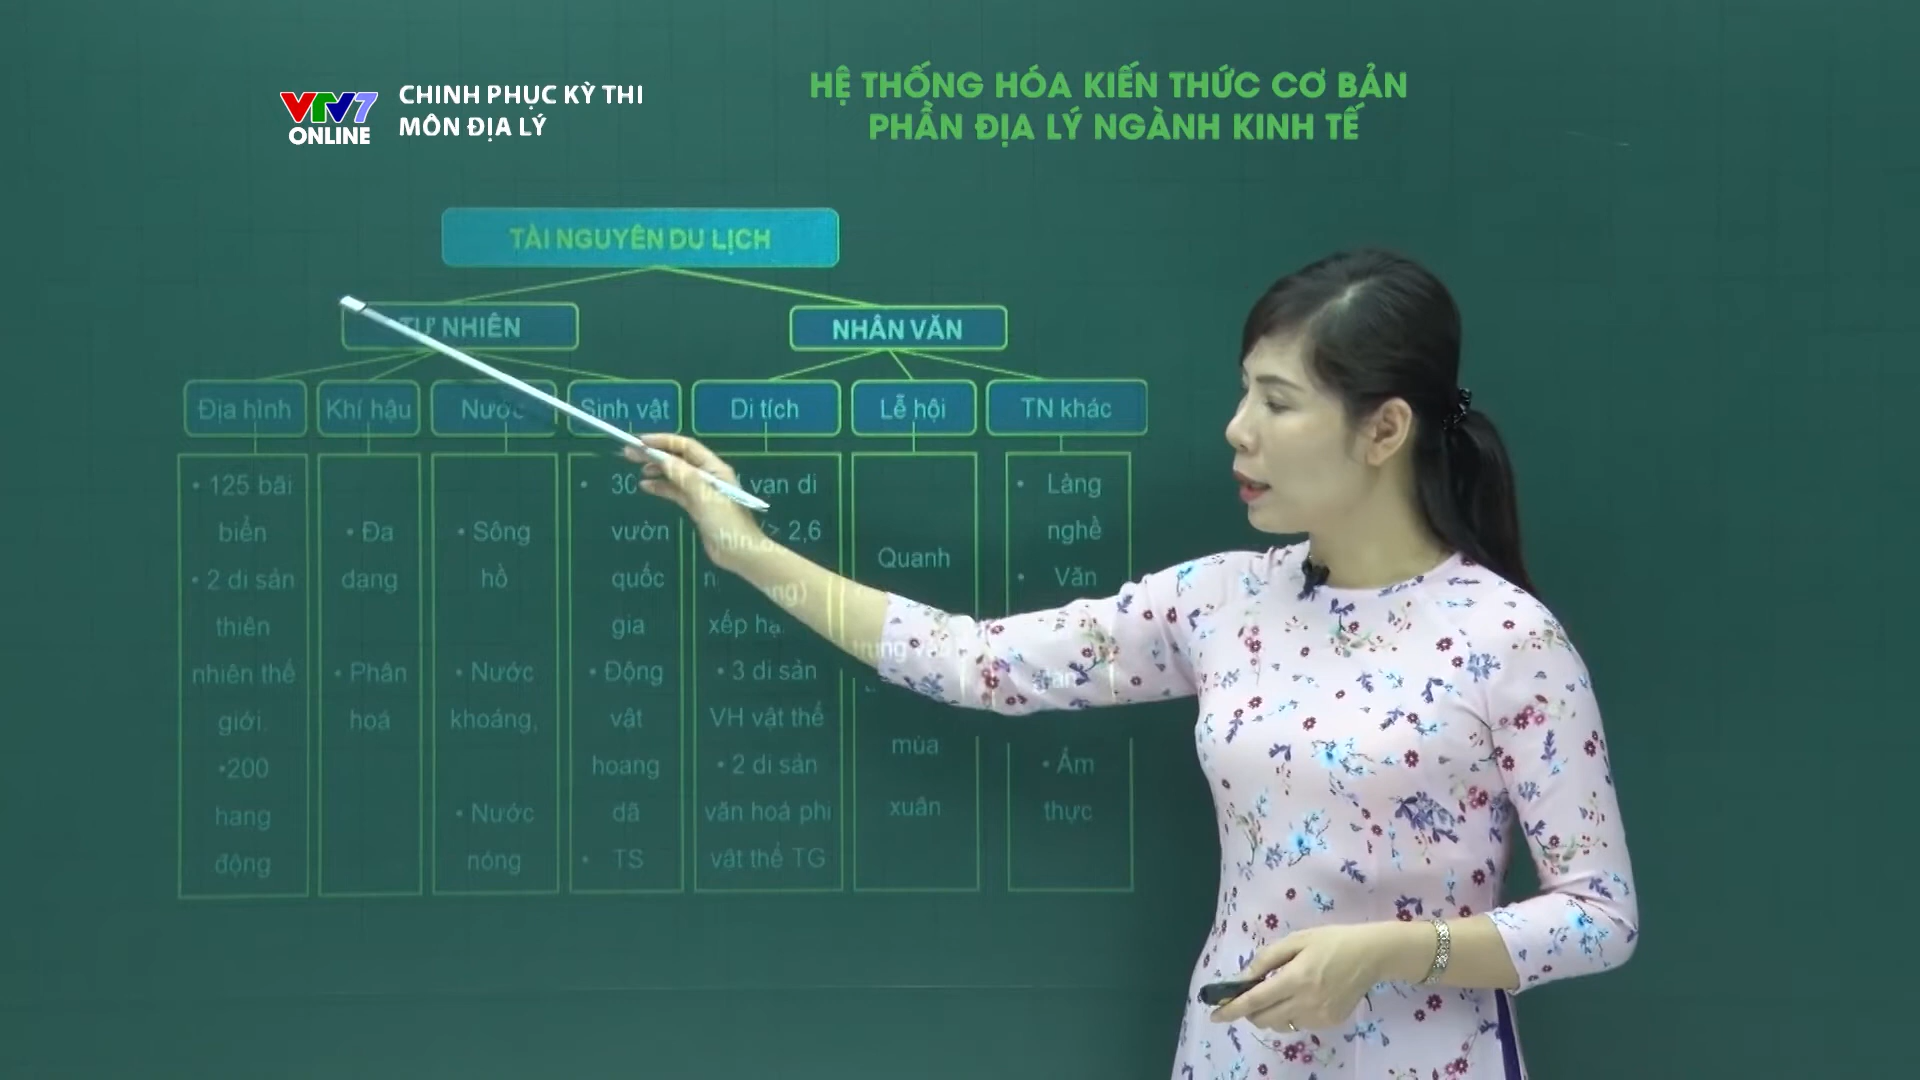 VTV7
ONLINE
CHINH PHỤC KỲ THI
MÔN ĐỊA LÝ
HỆ THỐNG HÓA KIẾN THỨC CƠ BẢN
PHẦN ĐỊA LÝ NGÀNH KINH TẾ
TÀI NGUYÊN DU LỊCH
TỰ NHIÊN
NHÂN VĂN
Địa hình
Khí hậu
Nước
Sinh vật
Di tích
Lễ hội
TN khác
• 125 bãi
biển
• 2 di sản
thiên
nhiên thế
giới.
•200
hang
động
• Đa
dạng
• Phân
hoá
• Sông
hồ
• Nước
khoáng,
• Nước
nóng
•
vườn
quốc
gia
• Động
vật
hoang
dã
• TS
vạn di
2,6
xếp
• 3 di sản
VH vật thể
• 2 di sản
văn hoá phi
vật thể TG
Quanh
mùa
xuân
• Làng
nghề
• Văn
• Ẩm
thực